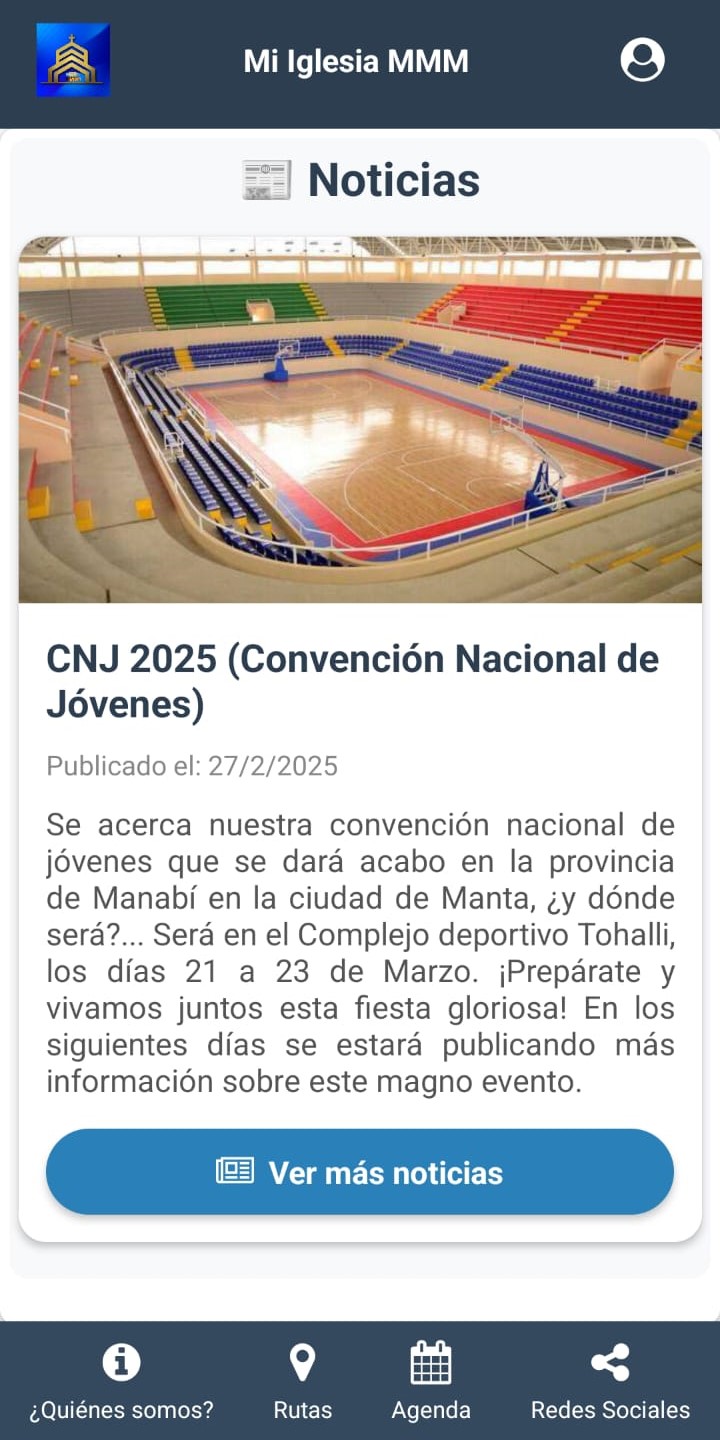 Mi Iglesia MMM
Noticias
CNJ 2025 (Convención Nacional de
Jóvenes)
Publicado el: 27/2/2025
Se acerca nuestra convención nacional de
jóvenes que se dará acabo en la provincia
de Manabí en la ciudad de Manta, ¿y dónde
será?... Será en el Complejo deportivo Tohalli,
los días 21 a 23 de Marzo. ¡Prepárate y
vivamos juntos esta fiesta gloriosa! En los
siguientes días se estará publicando más
información sobre este magno evento.
Ver más noticias
¿Quiénes somos?
Rutas
Agenda
Redes Sociales